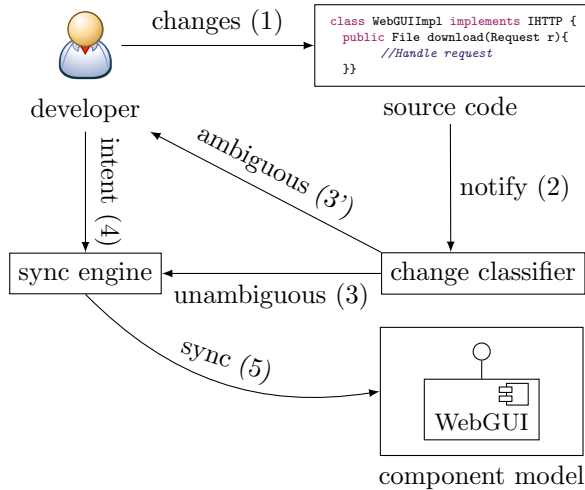 changes (1)
class WebGUIImpl implements IHTTP {
public File download(Request r){
//Handle request
}}
developer
source code
intent (4)
ambiguous (3')
notify (2)
sync engine
change classifier
unambiguous (3)
sync (5)
WebGUI
component model